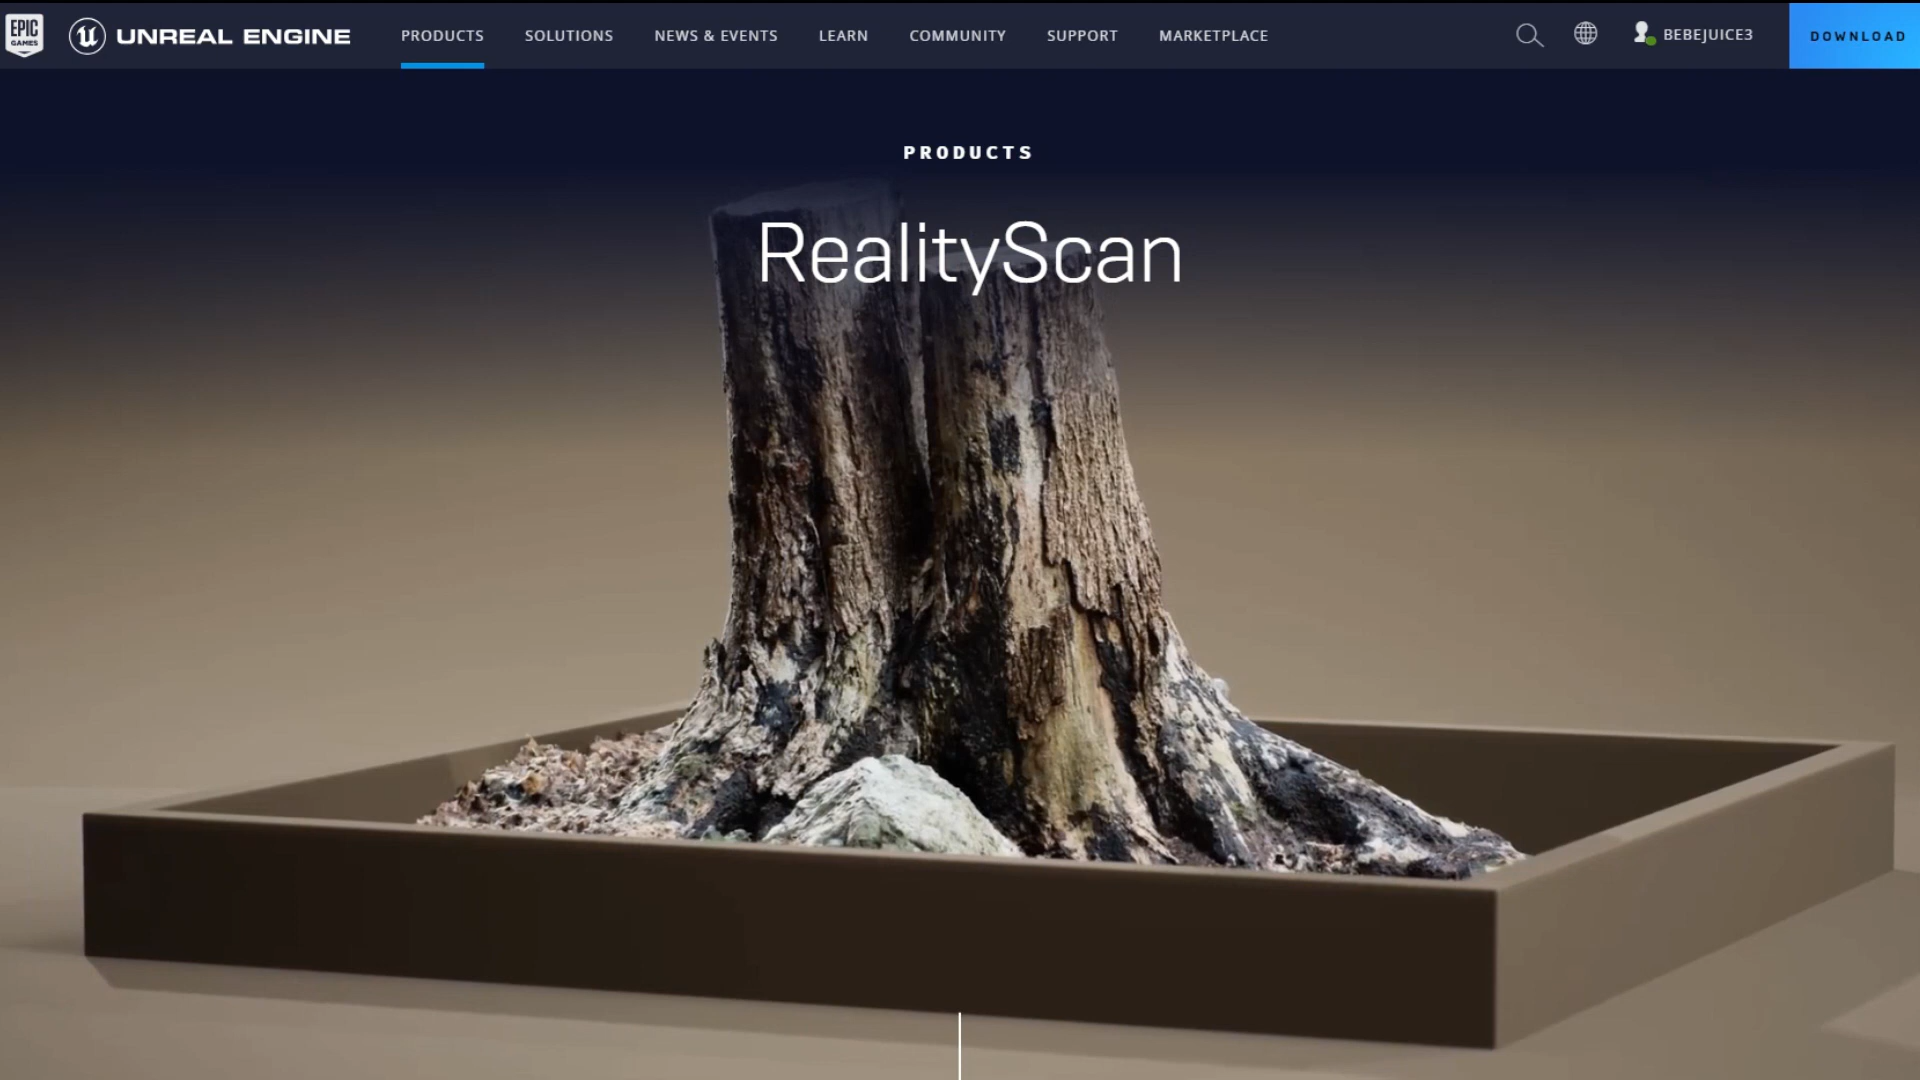 EPIC
GAMES
UNREAL ENGINE
PRODUCTS
SOLUTIONS
NEWS & EVENTS
LEARN
COMMUNITY
SUPPORT
MARKETPLACE
BEBEJUICE3
DOWNLOAD
PRODUCTS
RealityScan